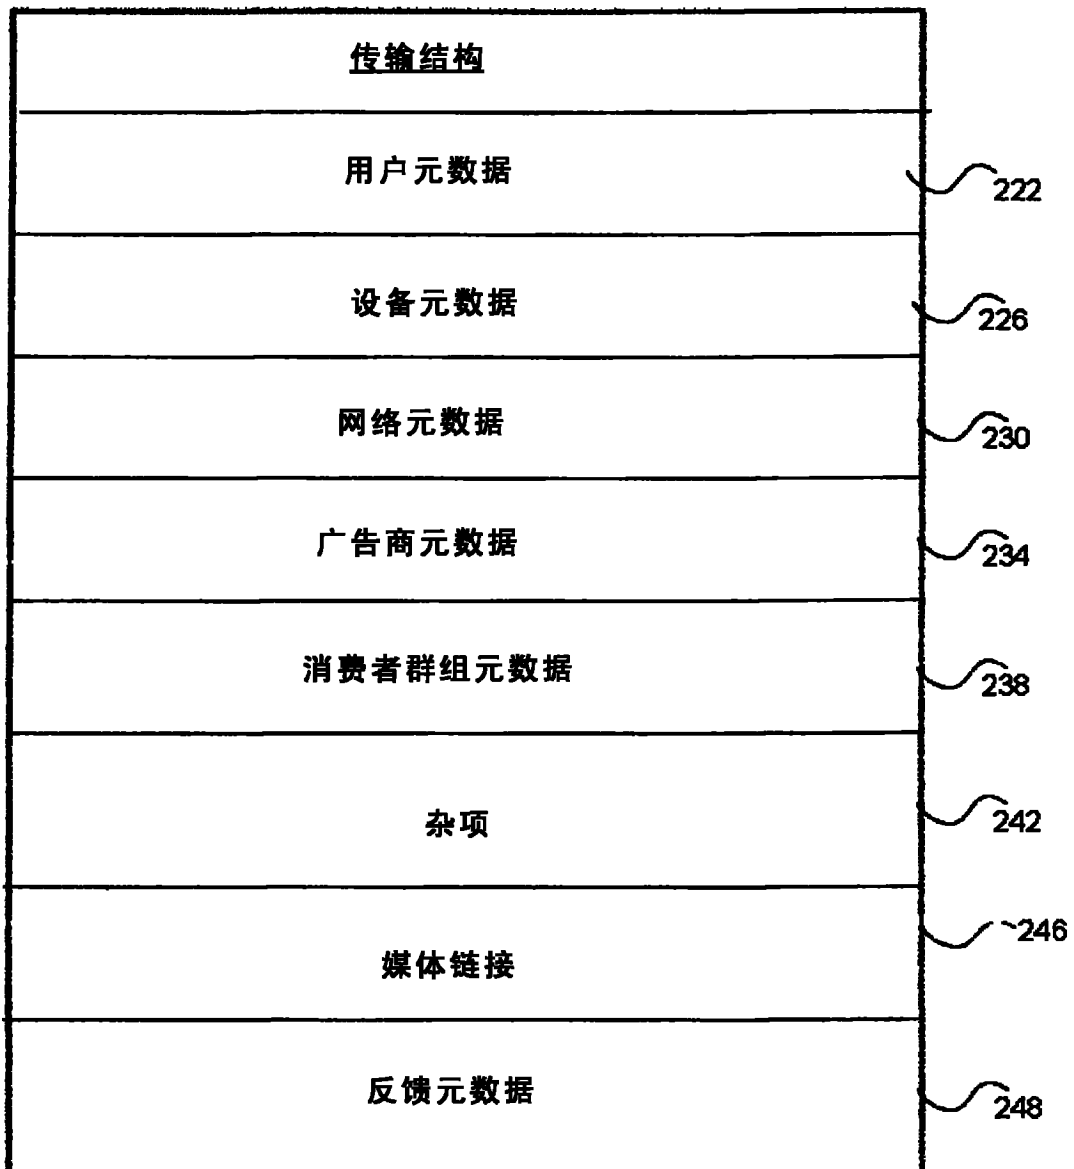 传输结构
用户元数据
222
设备元数据
226
网络元数据
230
广告商元数据
234
消费者群组元数据
238
杂项
242
媒体链接
246
反馈元数据
248